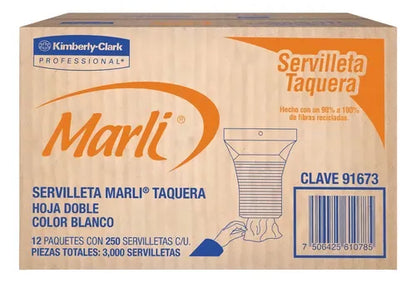 Kimberly-Clark
PROFESSIONAL*
Servilleta
Taquera
Hecho con un 90% a 100%
de fibras recicladas.
Marli®
CLAVE 91673
SERVILLETA MARLI® TAQUERA
HOJA DOBLE
COLOR BLANCO
12 PAQUETES CON 250 SERVILLETAS C/U.
PIEZAS TOTALES: 3,000 SERVILLETAS
7 506425 610785